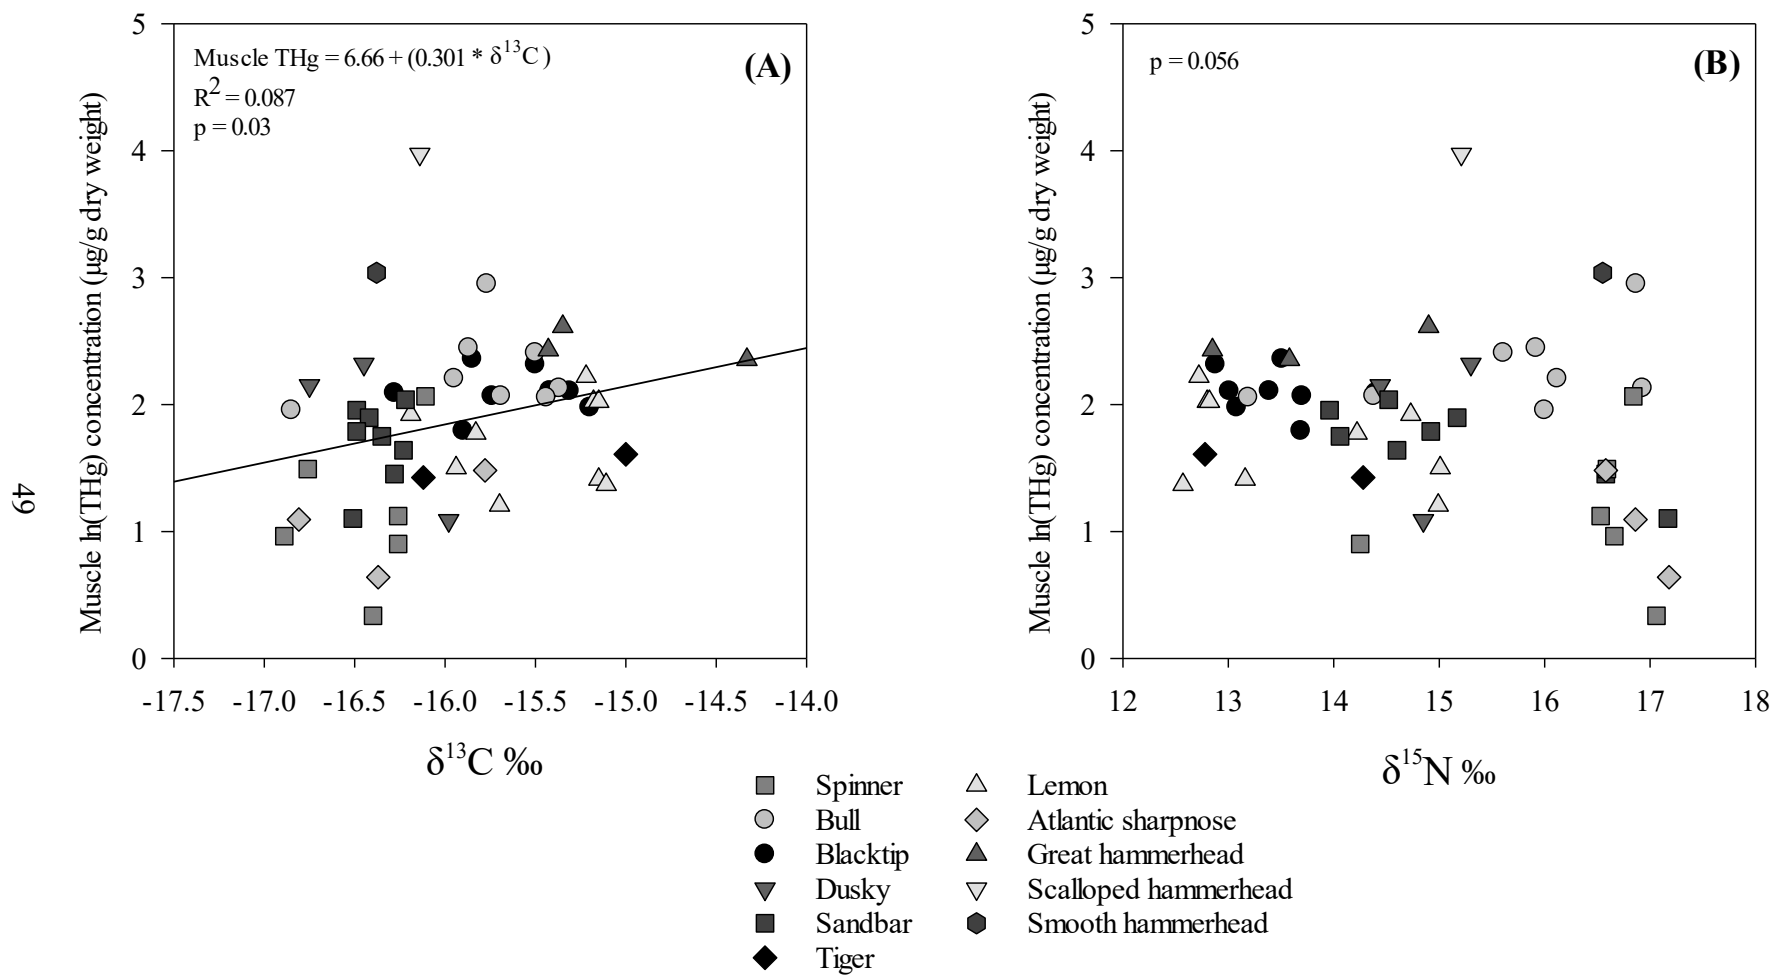 Muscle THg = 6.66 + (0.301 * δ13C)
R2 = 0.087
p = 0.03
(A)
Muscle ln(THg) concentration (μg/g dry weight)
5
4
3
2
1
0
-17.5 -17.0 -16.5 -16.0 -15.5 -15.0 -14.5 -14.0
δ13C ‰
p = 0.056
(B)
Muscle ln(THg) concentration (μg/g dry weight)
5
4
3
2
1
0
12 13 14 15 16 17 18
δ15N ‰
Spinner
Bull
Blacktip
Dusky
Sandbar
Tiger
Lemon
Atlantic sharpnose
Great hammerhead
Scalloped hammerhead
Smooth hammerhead
49